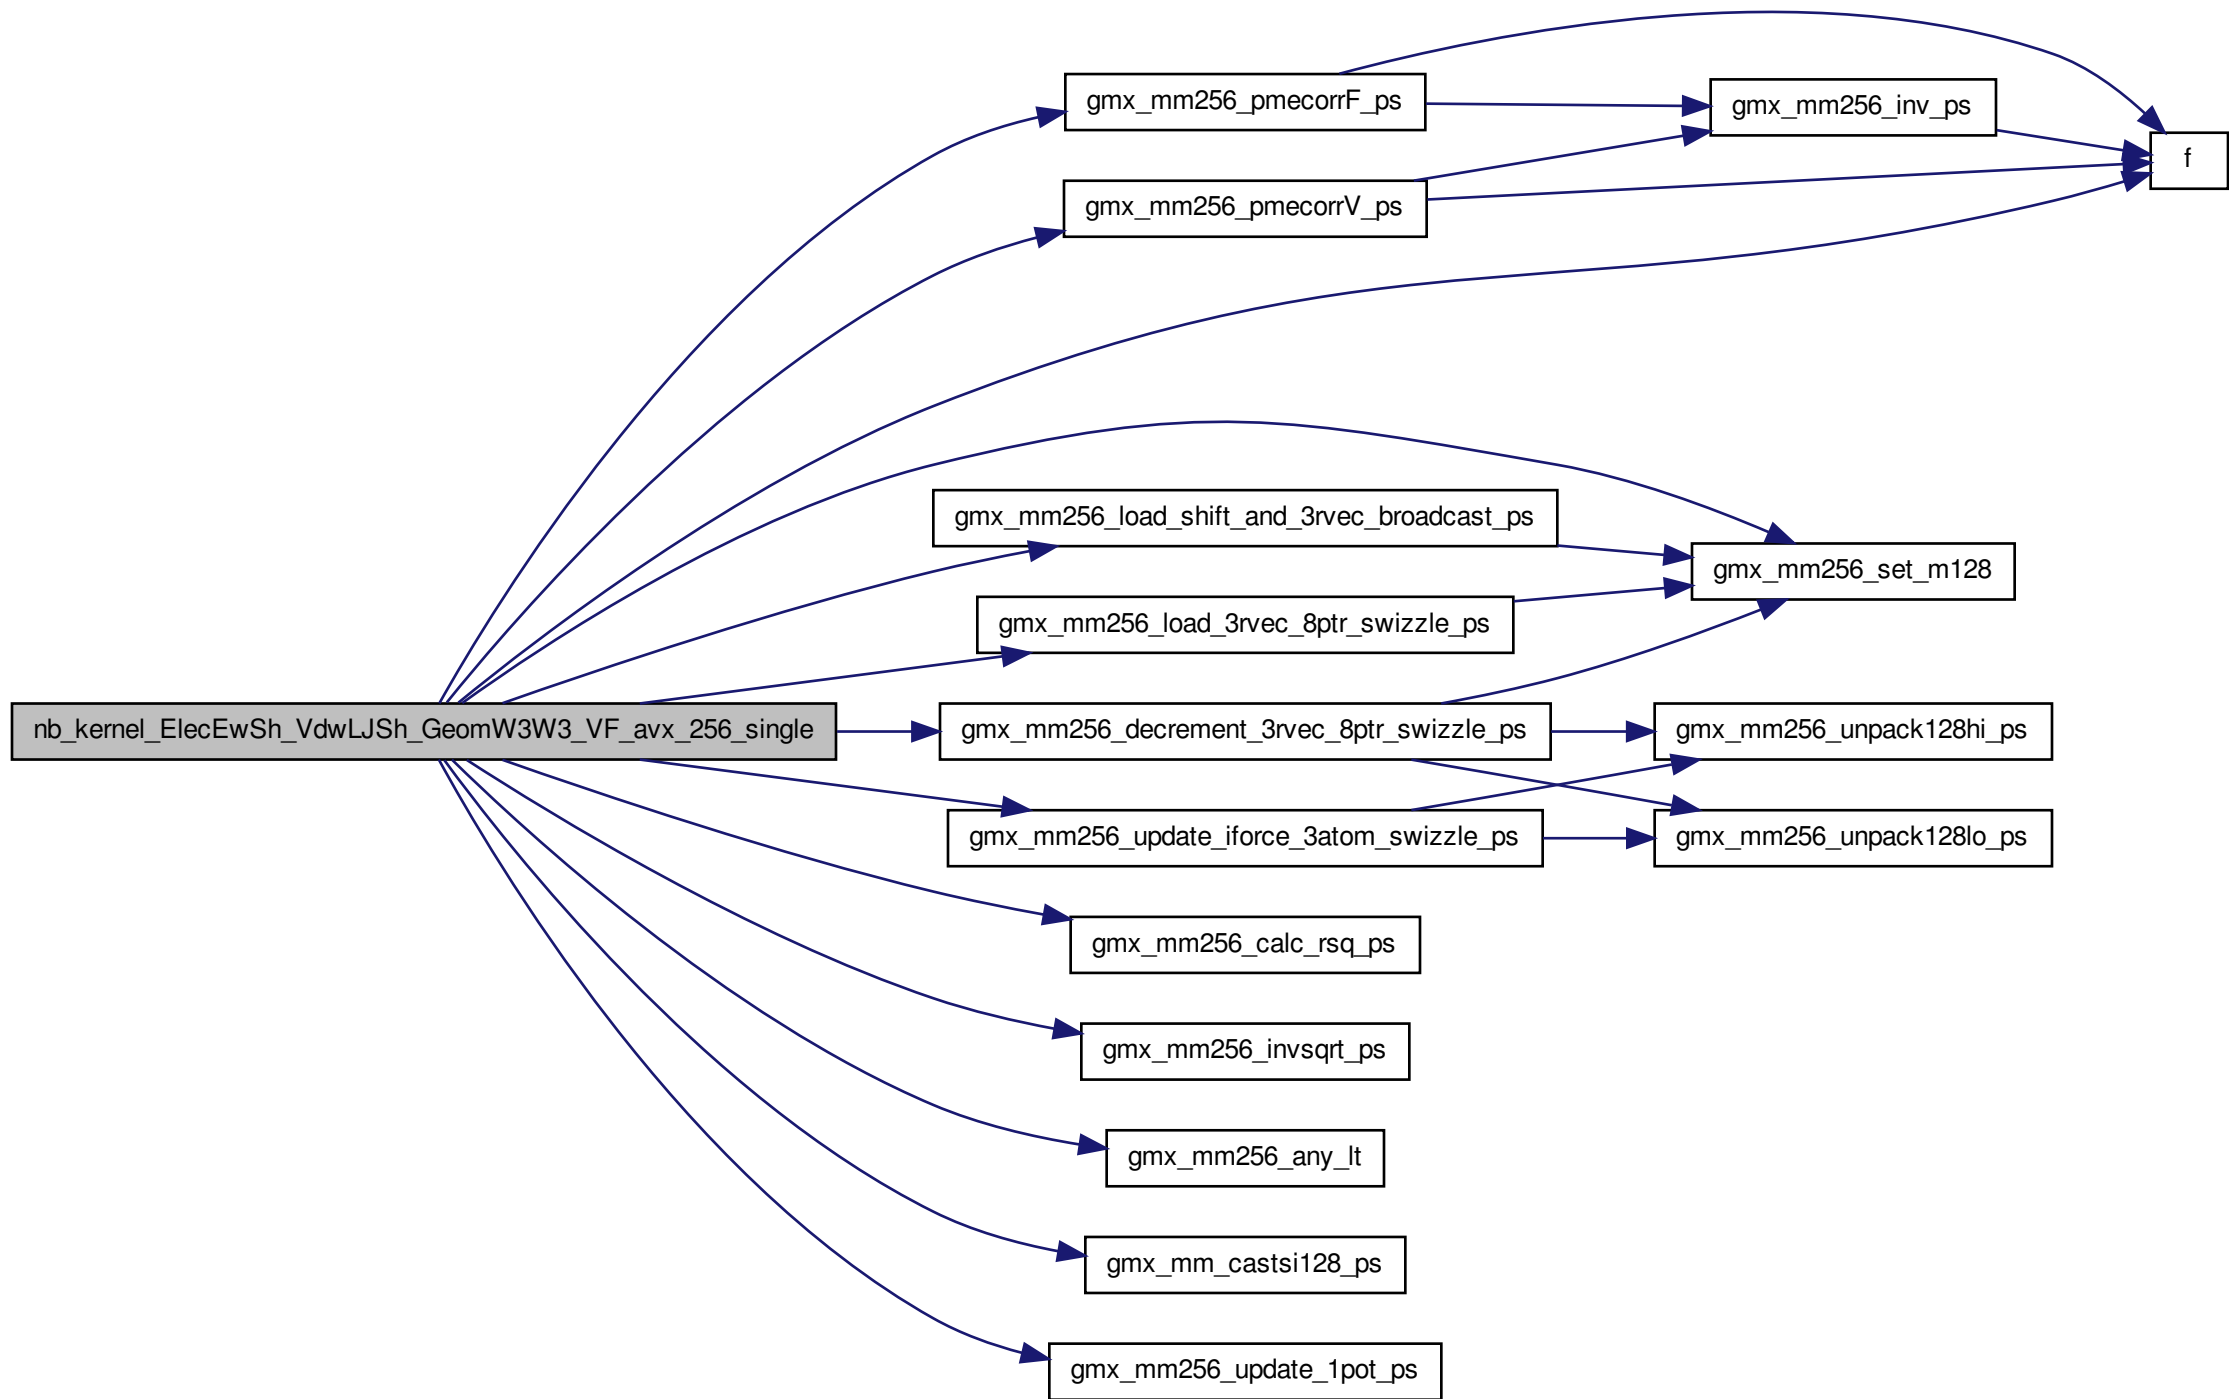 gmx_mm256_pmecorrF_ps
gmx_mm256_inv_ps
f
gmx_mm256_pmecorrV_ps
gmx_mm256_load_shift_and_3rvec_broadcast_ps
gmx_mm256_set_m128
gmx_mm256_load_3rvec_8ptr_swizzle_ps
nb_kernel_ElecEwSh_VdwLJSh_GeomW3W3_VF_avx_256_single
gmx_mm256_decrement_3rvec_8ptr_swizzle_ps
gmx_mm256_unpack128hi_ps
gmx_mm256_update_iforce_3atom_swizzle_ps
gmx_mm256_unpack128lo_ps
gmx_mm256_calc_rsq_ps
gmx_mm256_invsqrt_ps
gmx_mm256_any_lt
gmx_mm_castsi128_ps
gmx_mm256_update_1pot_ps